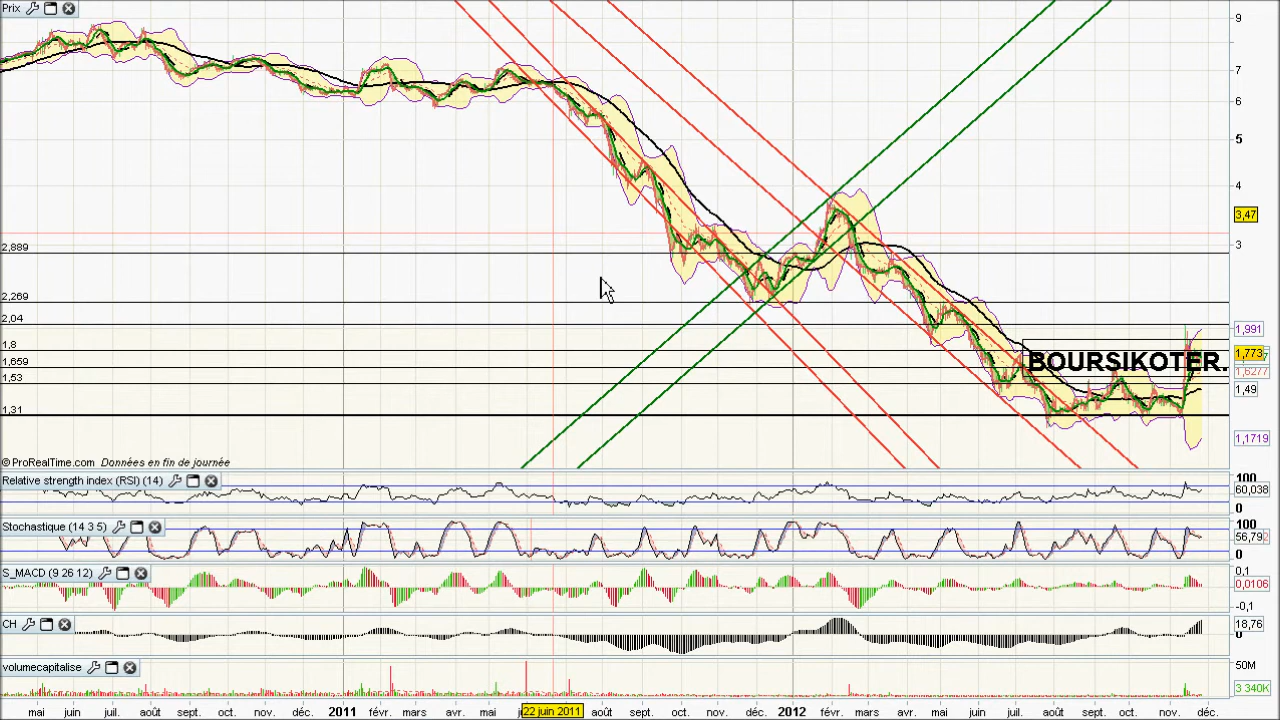 Prix
9
7
6
5
4
3,47
3
2,889
2,269
2,04
1,991
1,8
1,773
BOURSIKOTER.
1,659
1,6277
1,53
1,49
1,31
1,1719
©ProRealTime.com Données en fin de journée
Relative strength index (RSI) (14)
100
60,038
0
Stochastique (14 3 5)
100
56,792
0
S_MACD (9 26 12)
0,1
0,0106
-0,1
CH
18,76
0
volumecapitalise
50M
3 340K
mai juin juil. août sept. oct. nov. déc. 2011 févr. mars avr. mai 22 juin 2011 août sept. oct. nov. déc. 2012 févr. mars avr. mai juin juil. août sept. oct. nov. déc.